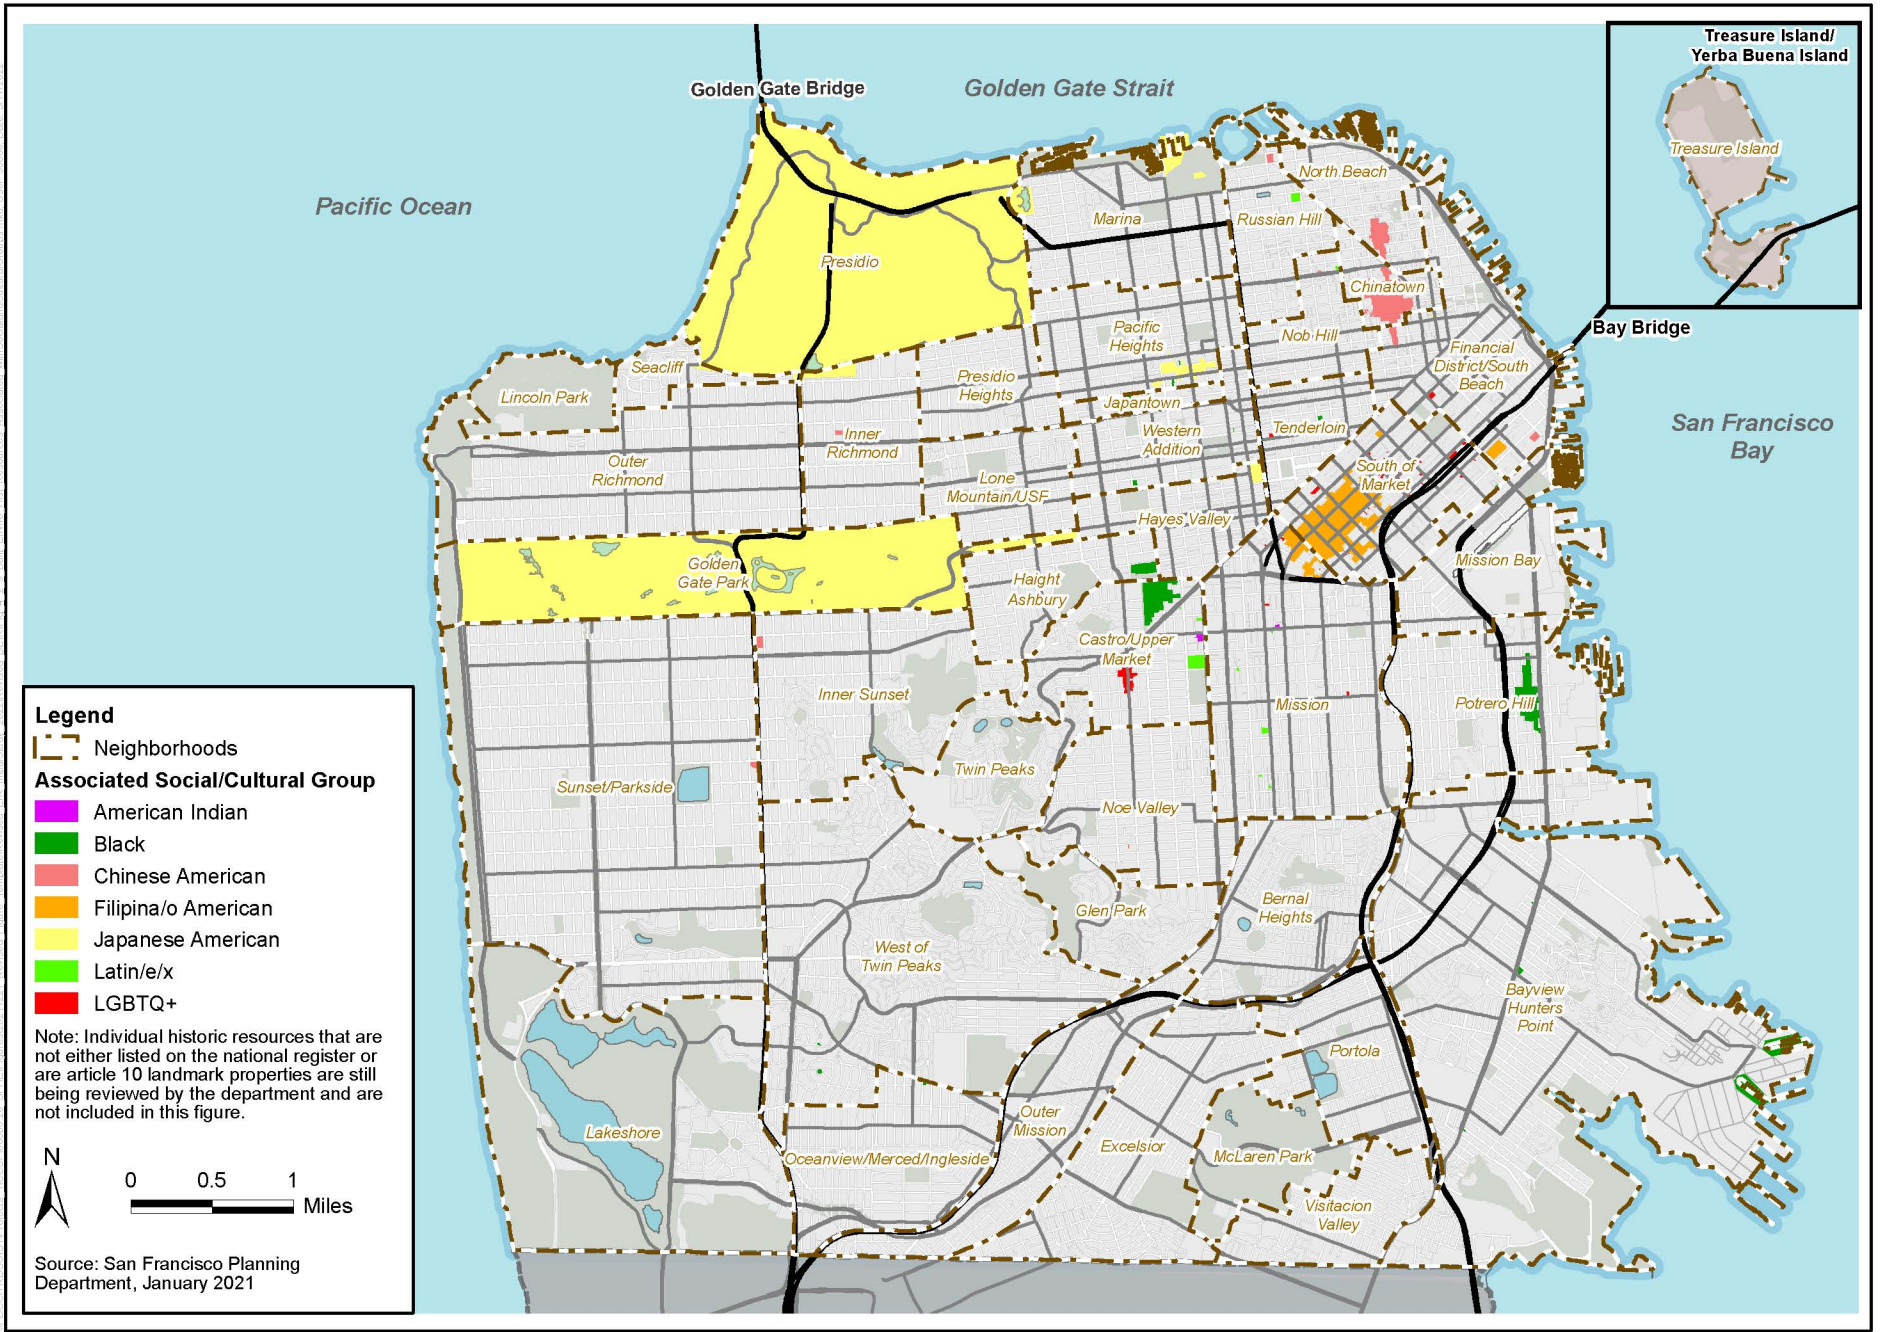 Treasure Island/
Yerba Buena Island
Treasure Island
Golden Gate Bridge
Golden Gate Strait
Pacific Ocean
North Beach
Marina
Russian Hill
Presidio
Chinatown
Bay Bridge
Pacific
Heights
Nob Hill
Financial
District/South
Beach
Seacliff
Lincoln Park
Presidio
Heights
Japantown
San Francisco
Bay
Inner
Richmond
Western
Addition
Tenderloin
Outer
Richmond
Lone
Mountain/USF
South of
Market
Hayes Valley
Mission Bay
Golden
Gate Park
Haight
Ashbury
Castro/Upper
Market
Inner Sunset
Mission
Potrero Hill
Twin Peaks
Sunset/Parkside
Noe Valley
Glen Park
Bernal
Heights
West of
Twin Peaks
Bayview
Hunters
Point
Portola
Outer
Mission
Lakeshore
Excelsior
McLaren Park
Oceanview/Merced/Ingleside
Visitacion
Valley
Legend
Neighborhoods
Associated Social/Cultural Group
American Indian
Black
Chinese American
Filipina/o American
Japanese American
Latin/e/x
LGBTQ+
Note: Individual historic resources that are
not either listed on the national register or
are article 10 landmark properties are still
being reviewed by the department and are
not included in this figure.
N
0 0.5 1
Miles
Source: San Francisco Planning
Department, January 2021